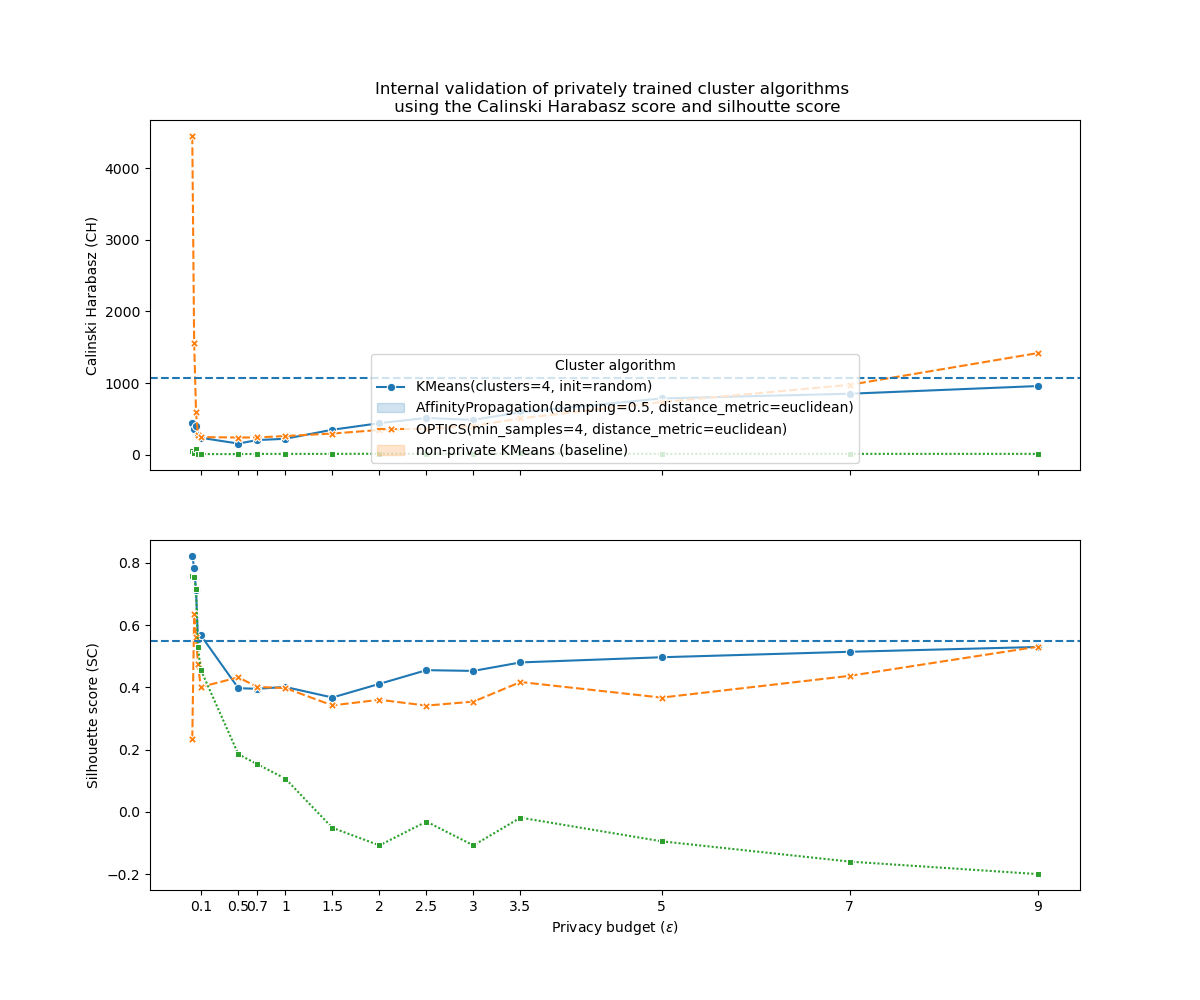 Internal validation of privately trained cluster algorithms
using the Calinski Harabasz score and silhoutte score
Calinski Harabasz (CH)
4000
3000
2000
1000
0
Cluster algorithm
KMeans(clusters=4, init=random)
AffinityPropagation(damping=0.5, distance_metric=euclidean)
OPTICS(min_samples=4, distance_metric=euclidean)
non-private KMeans (baseline)
Silhouette score (SC)
0.8
0.6
0.4
0.2
0.0
−0.2
0.1 0.5 0.7 1 1.5 2 2.5 3 3.5 5 7 9
Privacy budget (ε)